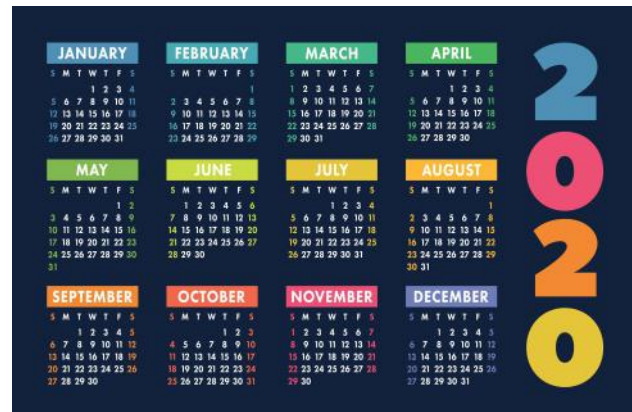 JANUARY
S M T W T F S
1 2 3 4
5 6 7 8 9 10 11
12 13 14 15 16 17 18
19 20 21 22 23 24 25
26 27 28 29 30 31
FEBRUARY
S M T W T F S
1
2 3 4 5 6 7 8
9 10 11 12 13 14 15
16 17 18 19 20 21 22
23 24 25 26 27 28 29
MARCH
S M T W T F S
1 2 3 4 5 6 7
8 9 10 11 12 13 14
15 16 17 18 19 20 21
22 23 24 25 26 27 28
29 30 31
APRIL
S M T W T F S
1 2 3 4
5 6 7 8 9 10 11
12 13 14 15 16 17 18
19 20 21 22 23 24 25
26 27 28 29 30
MAY
S M T W T F S
1 2
3 4 5 6 7 8 9
10 11 12 13 14 15 16
17 18 19 20 21 22 23
24 25 26 27 28 29 30
31
JUNE
S M T W T F S
1 2 3 4 5 6
7 8 9 10 11 12 13
14 15 16 17 18 19 20
21 22 23 24 25 26 27
28 29 30
JULY
S M T W T F S
1 2 3 4
5 6 7 8 9 10 11
12 13 14 15 16 17 18
19 20 21 22 23 24 25
26 27 28 29 30 31
AUGUST
S M T W T F S
1
2 3 4 5 6 7 8
9 10 11 12 13 14 15
16 17 18 19 20 21 22
23 24 25 26 27 28 29
30 31
SEPTEMBER
S M T W T F S
1 2 3 4 5
6 7 8 9 10 11 12
13 14 15 16 17 18 19
20 21 22 23 24 25 26
27 28 29 30
OCTOBER
S M T W T F S
1 2 3
4 5 6 7 8 9 10
11 12 13 14 15 16 17
18 19 20 21 22 23 24
25 26 27 28 29 30 31
NOVEMBER
S M T W T F S
1 2 3 4 5 6 7
8 9 10 11 12 13 14
15 16 17 18 19 20 21
22 23 24 25 26 27 28
29 30
DECEMBER
S M T W T F S
1 2 3 4 5
6 7 8 9 10 11 12
13 14 15 16 17 18 19
20 21 22 23 24 25 26
27 28 29 30 31
2
0
2
0